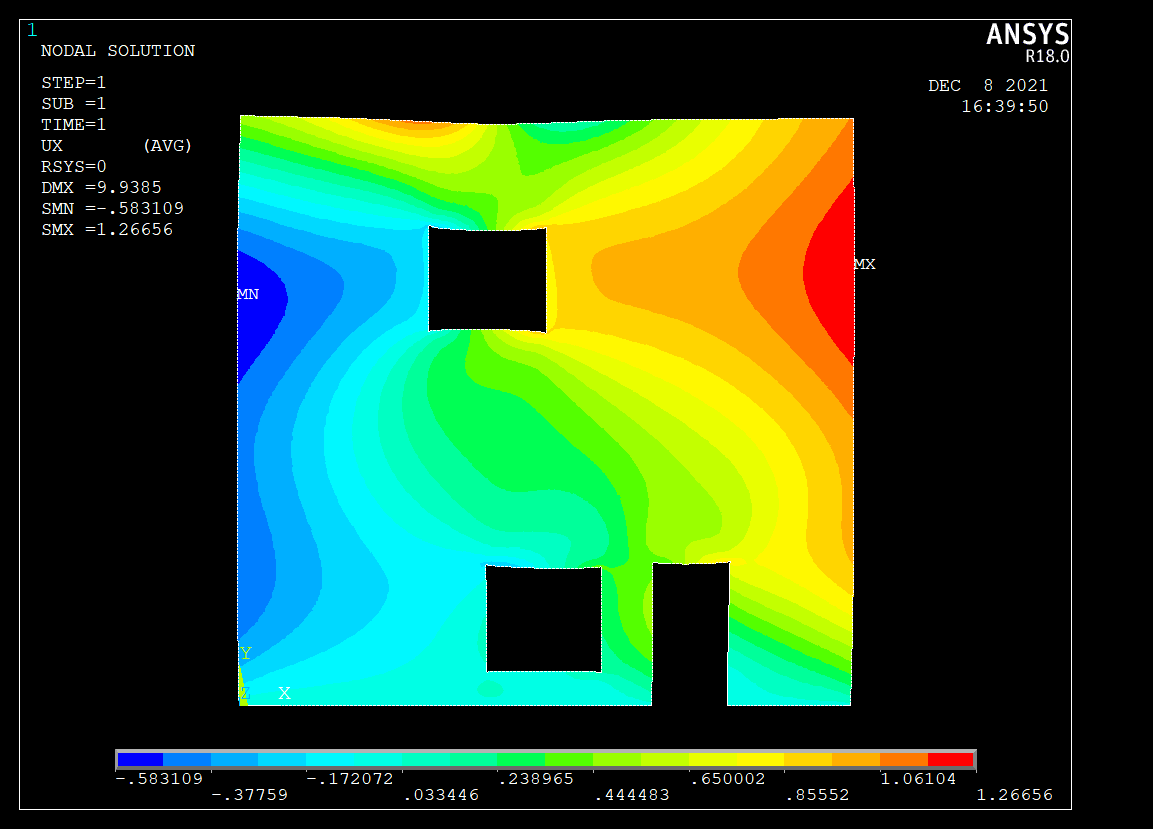 1
ANSYS
R18.0
NODAL SOLUTION
STEP=1
SUB =1
TIME=1
UX (AVG)
RSYS=0
DMX =9.9385
SMN =-.583109
SMX =1.26656
DEC 8 2021
16:39:50
MX
MN
Y
Z X
-.583109 -.172072 .238965 .650002 1.06104
-.37759 .033446 .444483 .85552 1.26656